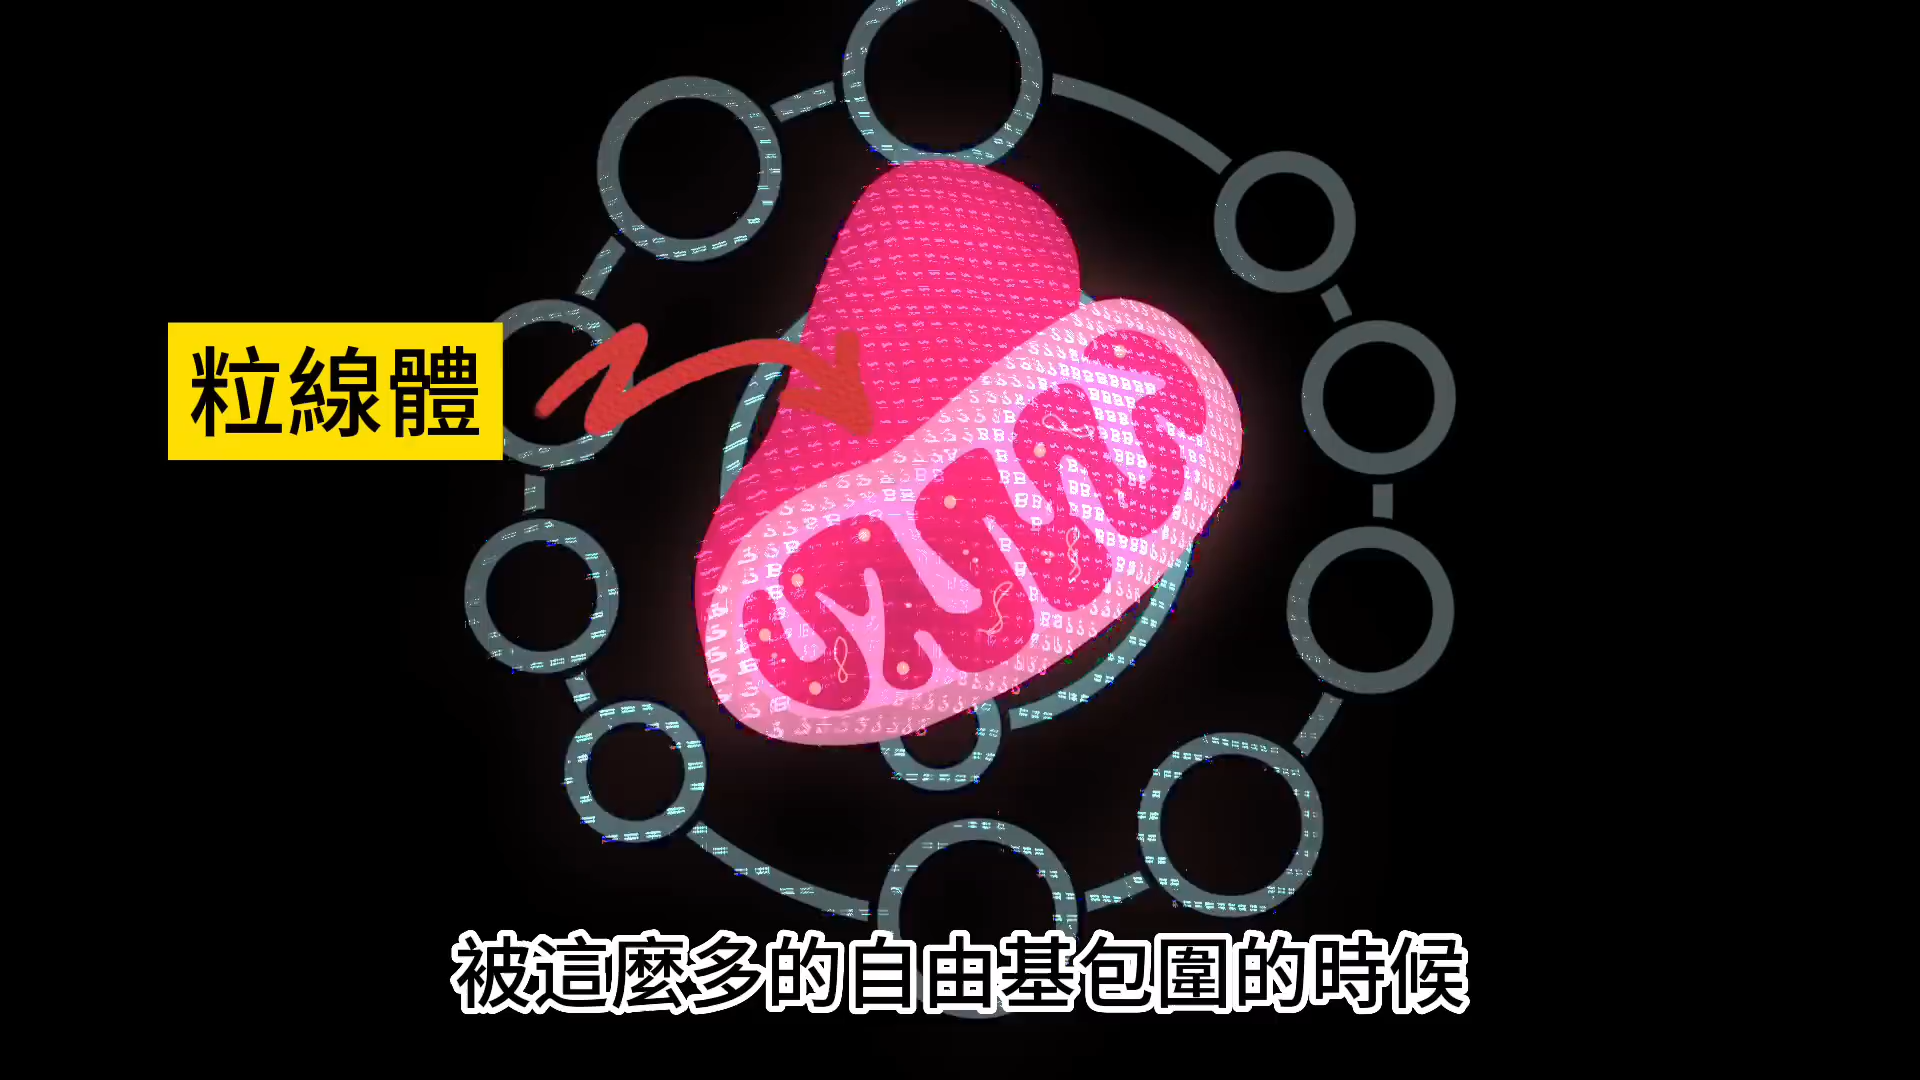 粒線體
被這麼多的自由基包圍的時候